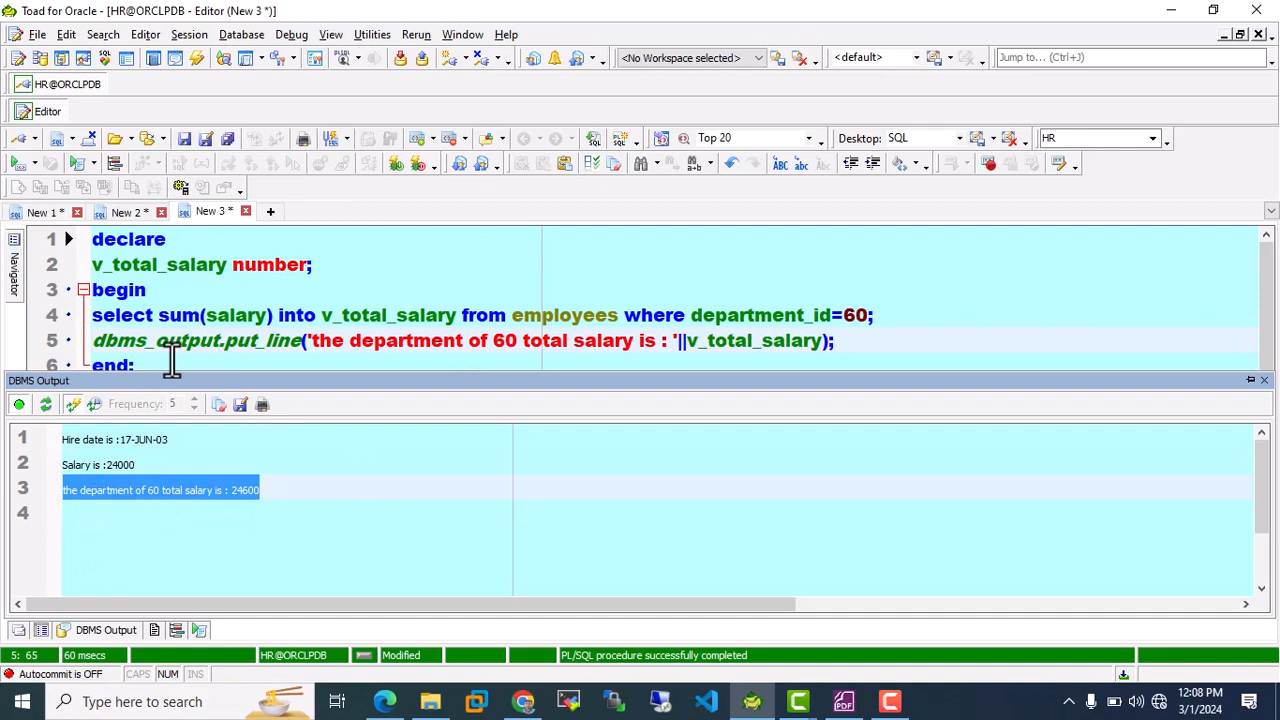 Toad for Oracle - [HR@ORCLPDB - Editor (New 3 *)]
File Edit Search Editor Session Database Debug View Utilities Rerun Window Help
<No Workspace selected> <default> Jump to... (Ctrl+J)
HR@ORCLPDB
Editor
Top 20 Desktop: SQL HR
New 1 * New 2 * New 3 *
Navigator
1 declare
2 v_total_salary number;
3 begin
4 select sum(salary) into v_total_salary from employees where department_id=60;
5 dbms_output.put_line('the department of 60 total salary is : '||v_total_salary);
6 end;
DBMS Output
Frequency: 5
1 Hire date is :17-JUN-03
2 Salary is :24000
3 the department of 60 total salary is : 24600
4
DBMS Output
5: 65 60 msecs HR@ORCLPDB Modified PL/SQL procedure successfully completed
Autocommit is OFF CAPS NUM INS
Type here to search
12:08 PM
3/1/2024